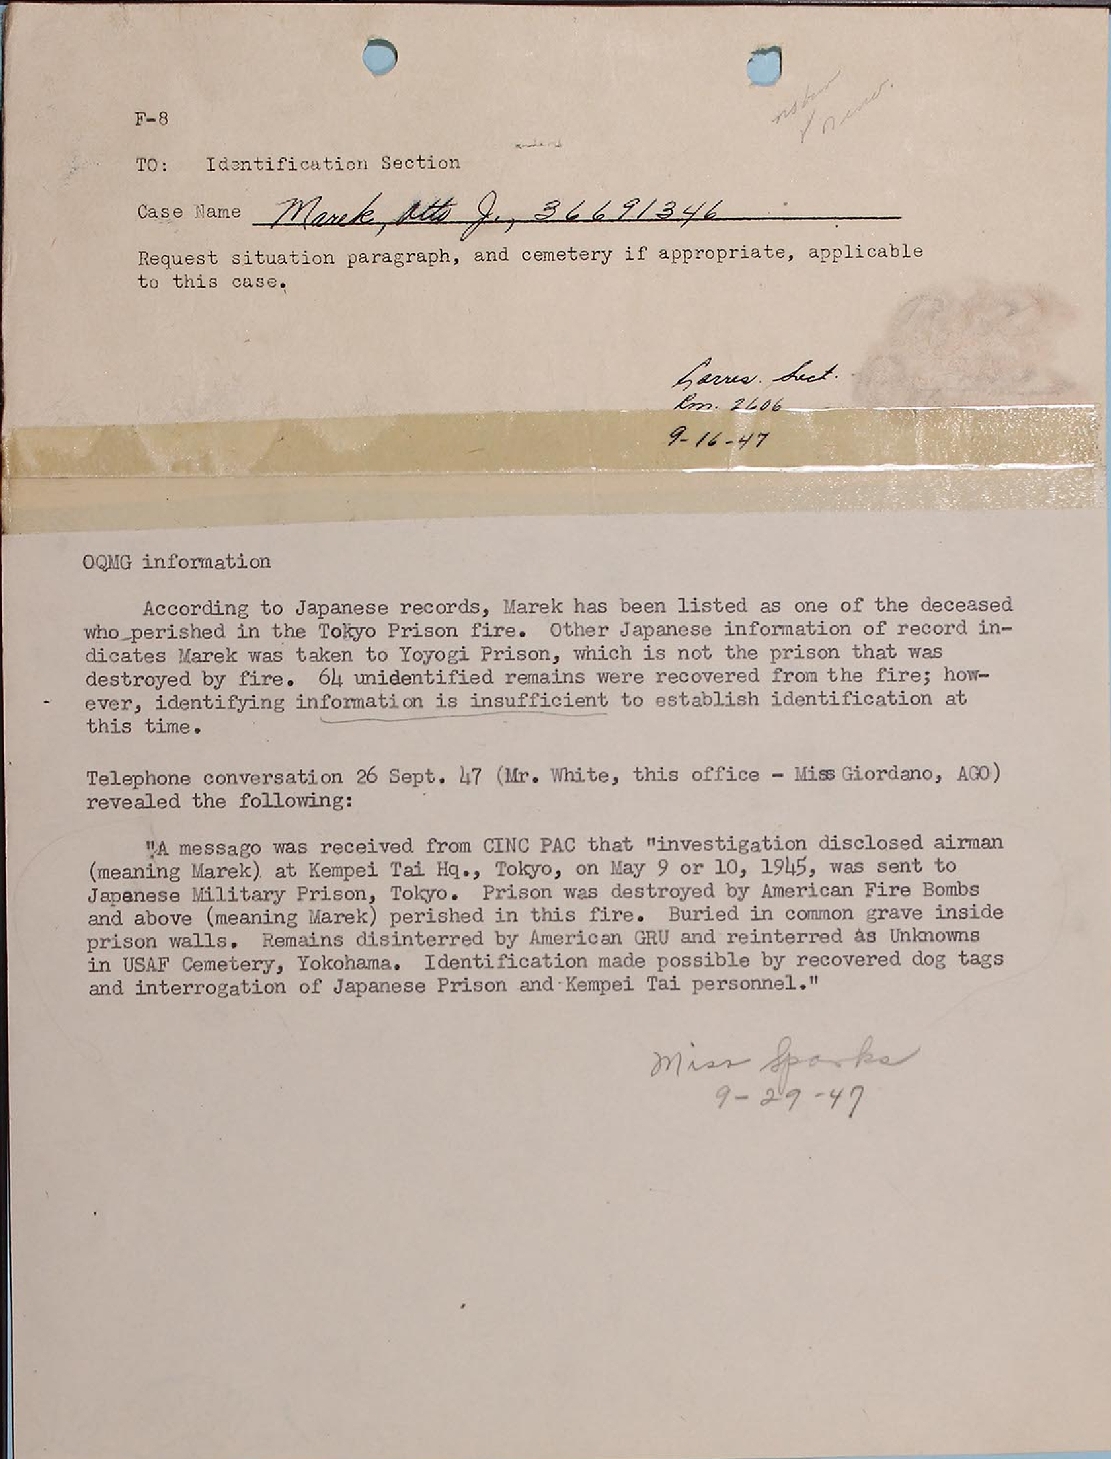 F-8
TO: Identification Section
Case Name Marek, Otto J., 36691346
Request situation paragraph, and cemetery if appropriate, applicable
to this case.
Corres. Sect.
Rm. 2606
9-16-47
OQMG information
According to Japanese records, Marek has been listed as one of the deceased
who perished in the Tokyo Prison fire. Other Japanese information of record in-
dicates Marek was taken to Yoyogi Prison, which is not the prison that was
destroyed by fire. 64 unidentified remains were recovered from the fire; how-
ever, identifying information is insufficient to establish identification at
this time.
Telephone conversation 26 Sept. 47 (Mr. White, this office - Miss Giordano, AGO)
revealed the following:
"A messago was received from CINC PAC that "investigation disclosed airman
(meaning Marek) at Kempei Tai Hq., Tokyo, on May 9 or 10, 1945, was sent to
Japanese Military Prison, Tokyo. Prison was destroyed by American Fire Bombs
and above (meaning Marek) perished in this fire. Buried in common grave inside
prison walls. Remains disinterred by American GRU and reinterred as Unknowns
in USAF Cemetery, Yokohama. Identification made possible by recovered dog tags
and interrogation of Japanese Prison and Kempei Tai personnel."
Miss Sparks
9-29-47